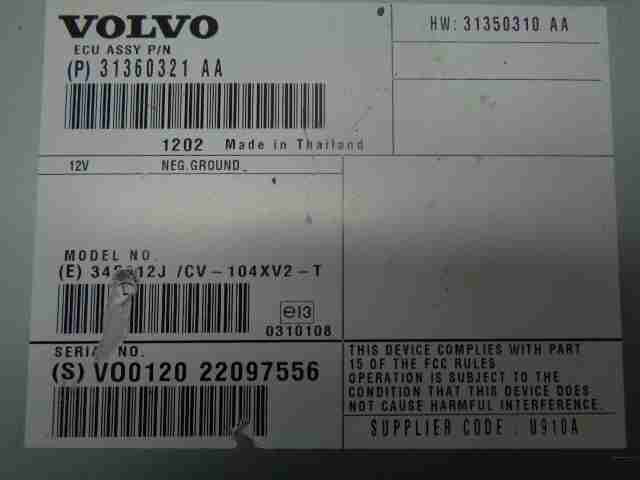 VOLVO
HW: 31350310 AA
ECU ASSY P/N
(P) 31360321 AA
1202 Made in Thailand
12V NEG.GROUND
MODEL NO.
(E) /CV-104XV2-T
e13
0310108
SERIAL NO.
(S) VO0120 22097556
THIS DEVICE COMPLIES WITH PART
15 OF THE FCC RULES
OPERATION IS SUBJECT TO THE
CONDITION THAT THIS DEVICE DOES
NOT CAUSE HARMFUL INTERFERENCE.
SUPPLIER CODE : U910A